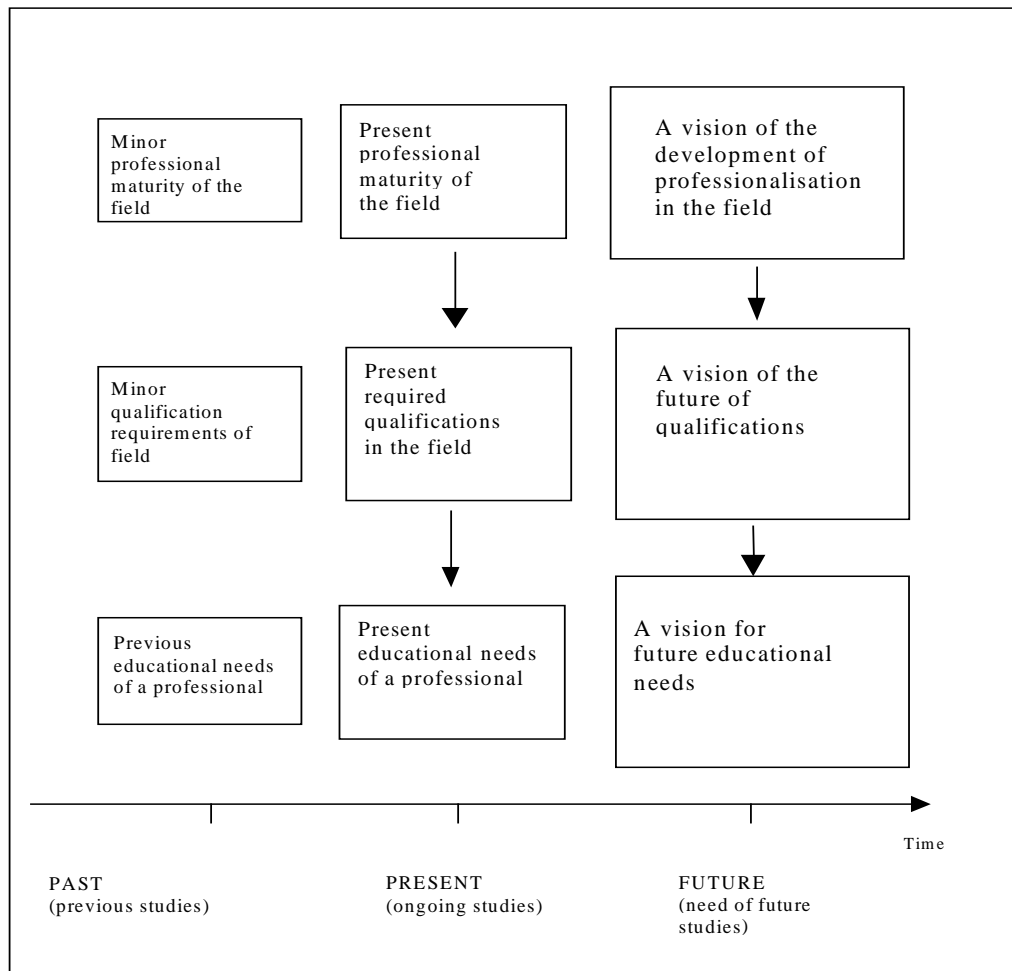 Minor
professional
maturity of the
field
Present
professional
maturity of
the field
A vision of the
development of
professionalisation
in the field
Minor
qualification
requirements of
field
Present
required
qualifications
in the field
A vision of the
future of
qualifications
Previous
educational needs
of a professional
Present
educational needs
of a professional
A vision for
future educational
needs
Time
PAST
(previous studies)
PRESENT
(ongoing studies)
FUTURE
(need of future
studies)